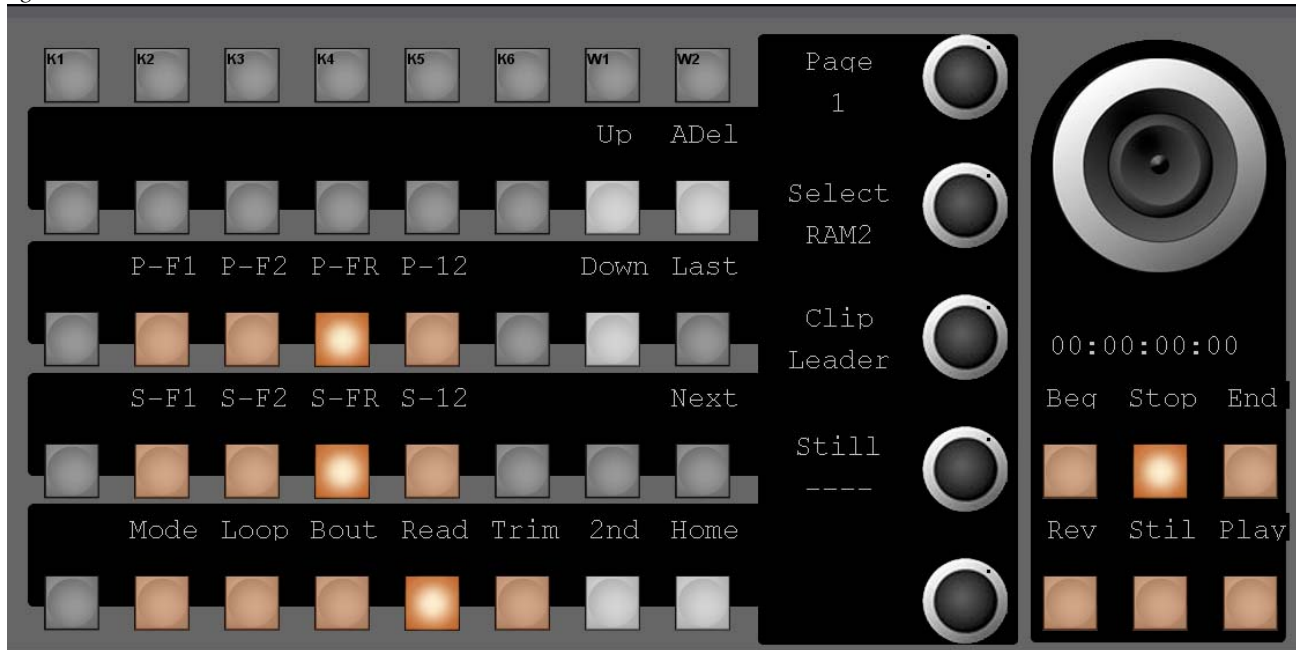 K1 K2 K3 K4 K5 K6 W1 W2
Up ADel
P-F1 P-F2 P-FR P-12 Down Last
S-F1 S-F2 S-FR S-12 Next
Mode Loop Bout Read Trim 2nd Home
Page
1
Select
RAM2
Clip
Leader
Still
----
00:00:00:00
Beg Stop End
Rev Stil Play